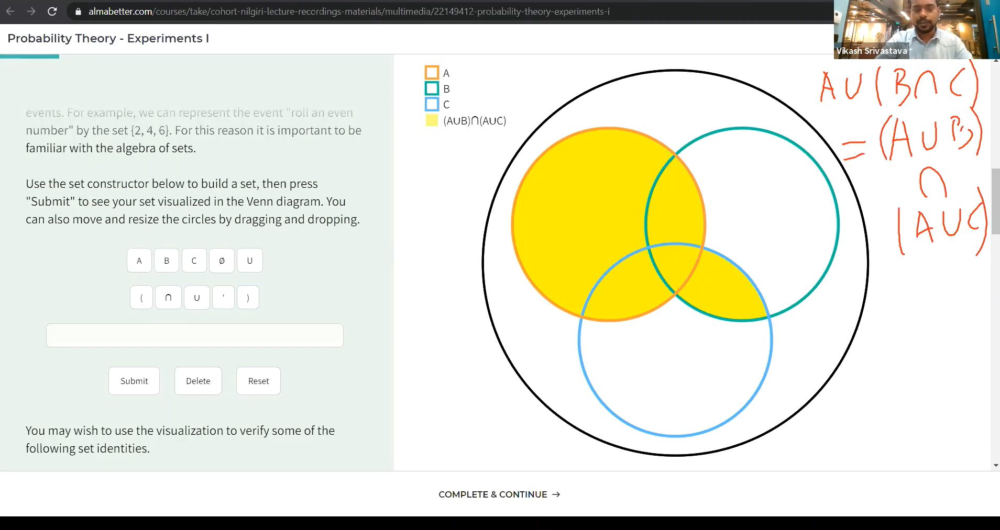 almabetter.com/courses/take/cohort-nilgiri-lecture-recordings-materials/multimedia/22149412-probability-theory-experiments-i
Probability Theory - Experiments I
Vikash Srivastava
events. For example, we can represent the event "roll an even
number" by the set {2, 4, 6}. For this reason it is important to be
familiar with the algebra of sets.
Use the set constructor below to build a set, then press
"Submit" to see your set visualized in the Venn diagram. You
can also move and resize the circles by dragging and dropping.
A B C Ø U
( ∩ ∪ ' )
Submit Delete Reset
You may wish to use the visualization to verify some of the
following set identities.
A
B
C
(A∪B)∩(A∪C)
A∪(B∩C)
=(A∪B)
∩
(A∪C)
COMPLETE & CONTINUE →